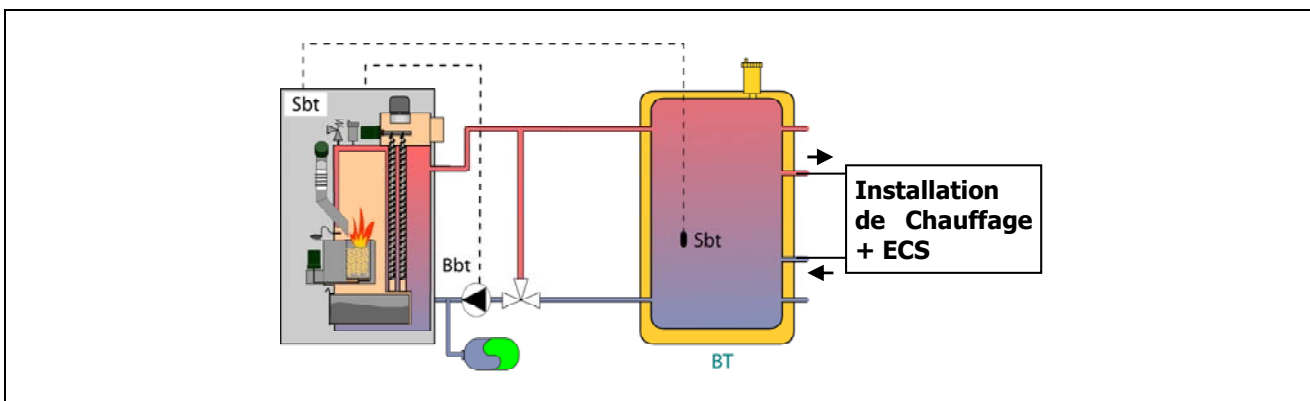 Sbt
Bbt
Sbt
BT
Installation
de Chauffage
+ ECS